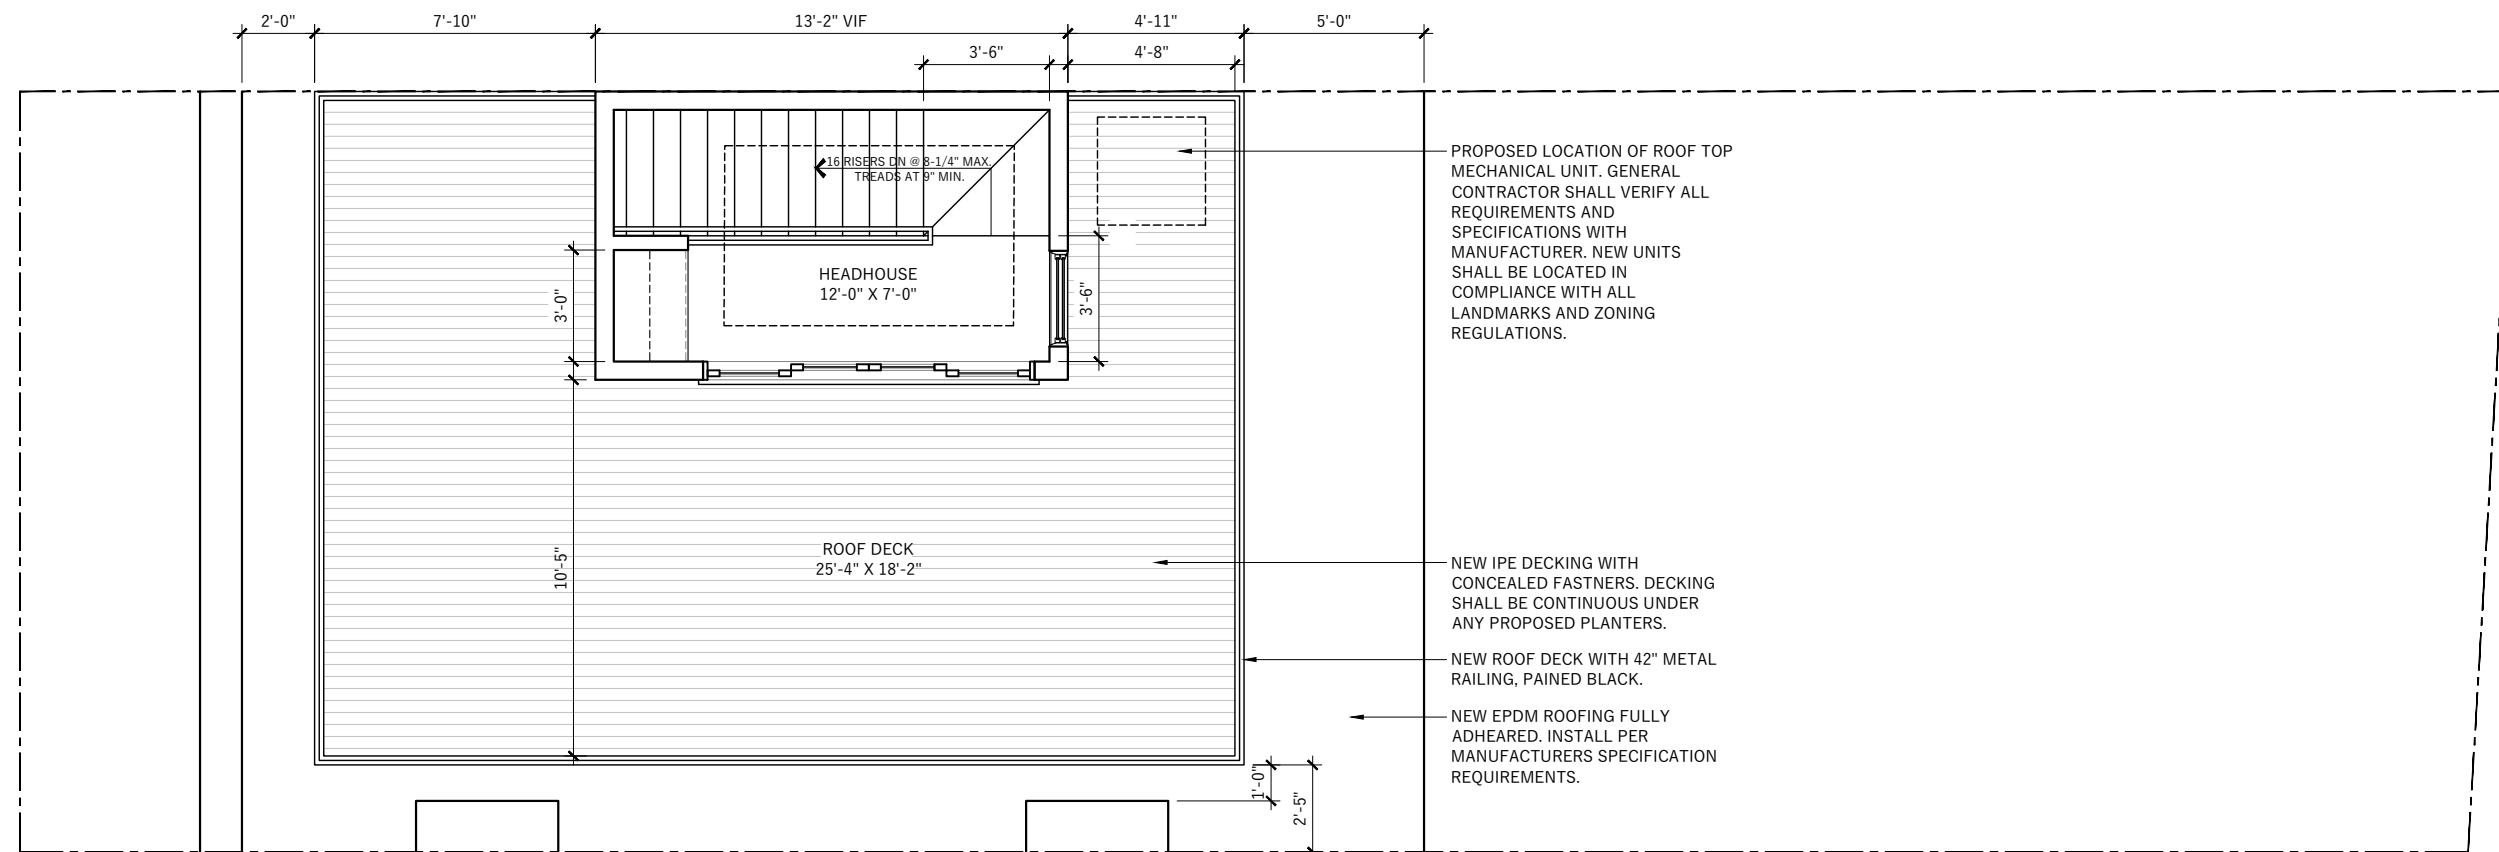 2'-0"
7'-10"
13'-2" VIF
4'-11"
5'-0"
3'-6"
4'-8"
16 RISERS DN @ 8-1/4" MAX.
TREADS AT 9" MIN.
HEADHOUSE
12'-0" X 7'-0"
3'-0"
3'-6"
PROPOSED LOCATION OF ROOF TOP
MECHANICAL UNIT. GENERAL
CONTRACTOR SHALL VERIFY ALL
REQUIREMENTS AND
SPECIFICATIONS WITH
MANUFACTURER. NEW UNITS
SHALL BE LOCATED IN
COMPLIANCE WITH ALL
LANDMARKS AND ZONING
REGULATIONS.
ROOF DECK
25'-4" X 18'-2"
10'-5"
NEW IPE DECKING WITH
CONCEALED FASTNERS. DECKING
SHALL BE CONTINUOUS UNDER
ANY PROPOSED PLANTERS.
NEW ROOF DECK WITH 42" METAL
RAILING, PAINED BLACK.
NEW EPDM ROOFING FULLY
ADHEARED. INSTALL PER
MANUFACTURERS SPECIFICATION
REQUIREMENTS.
1'-0"
2'-5"